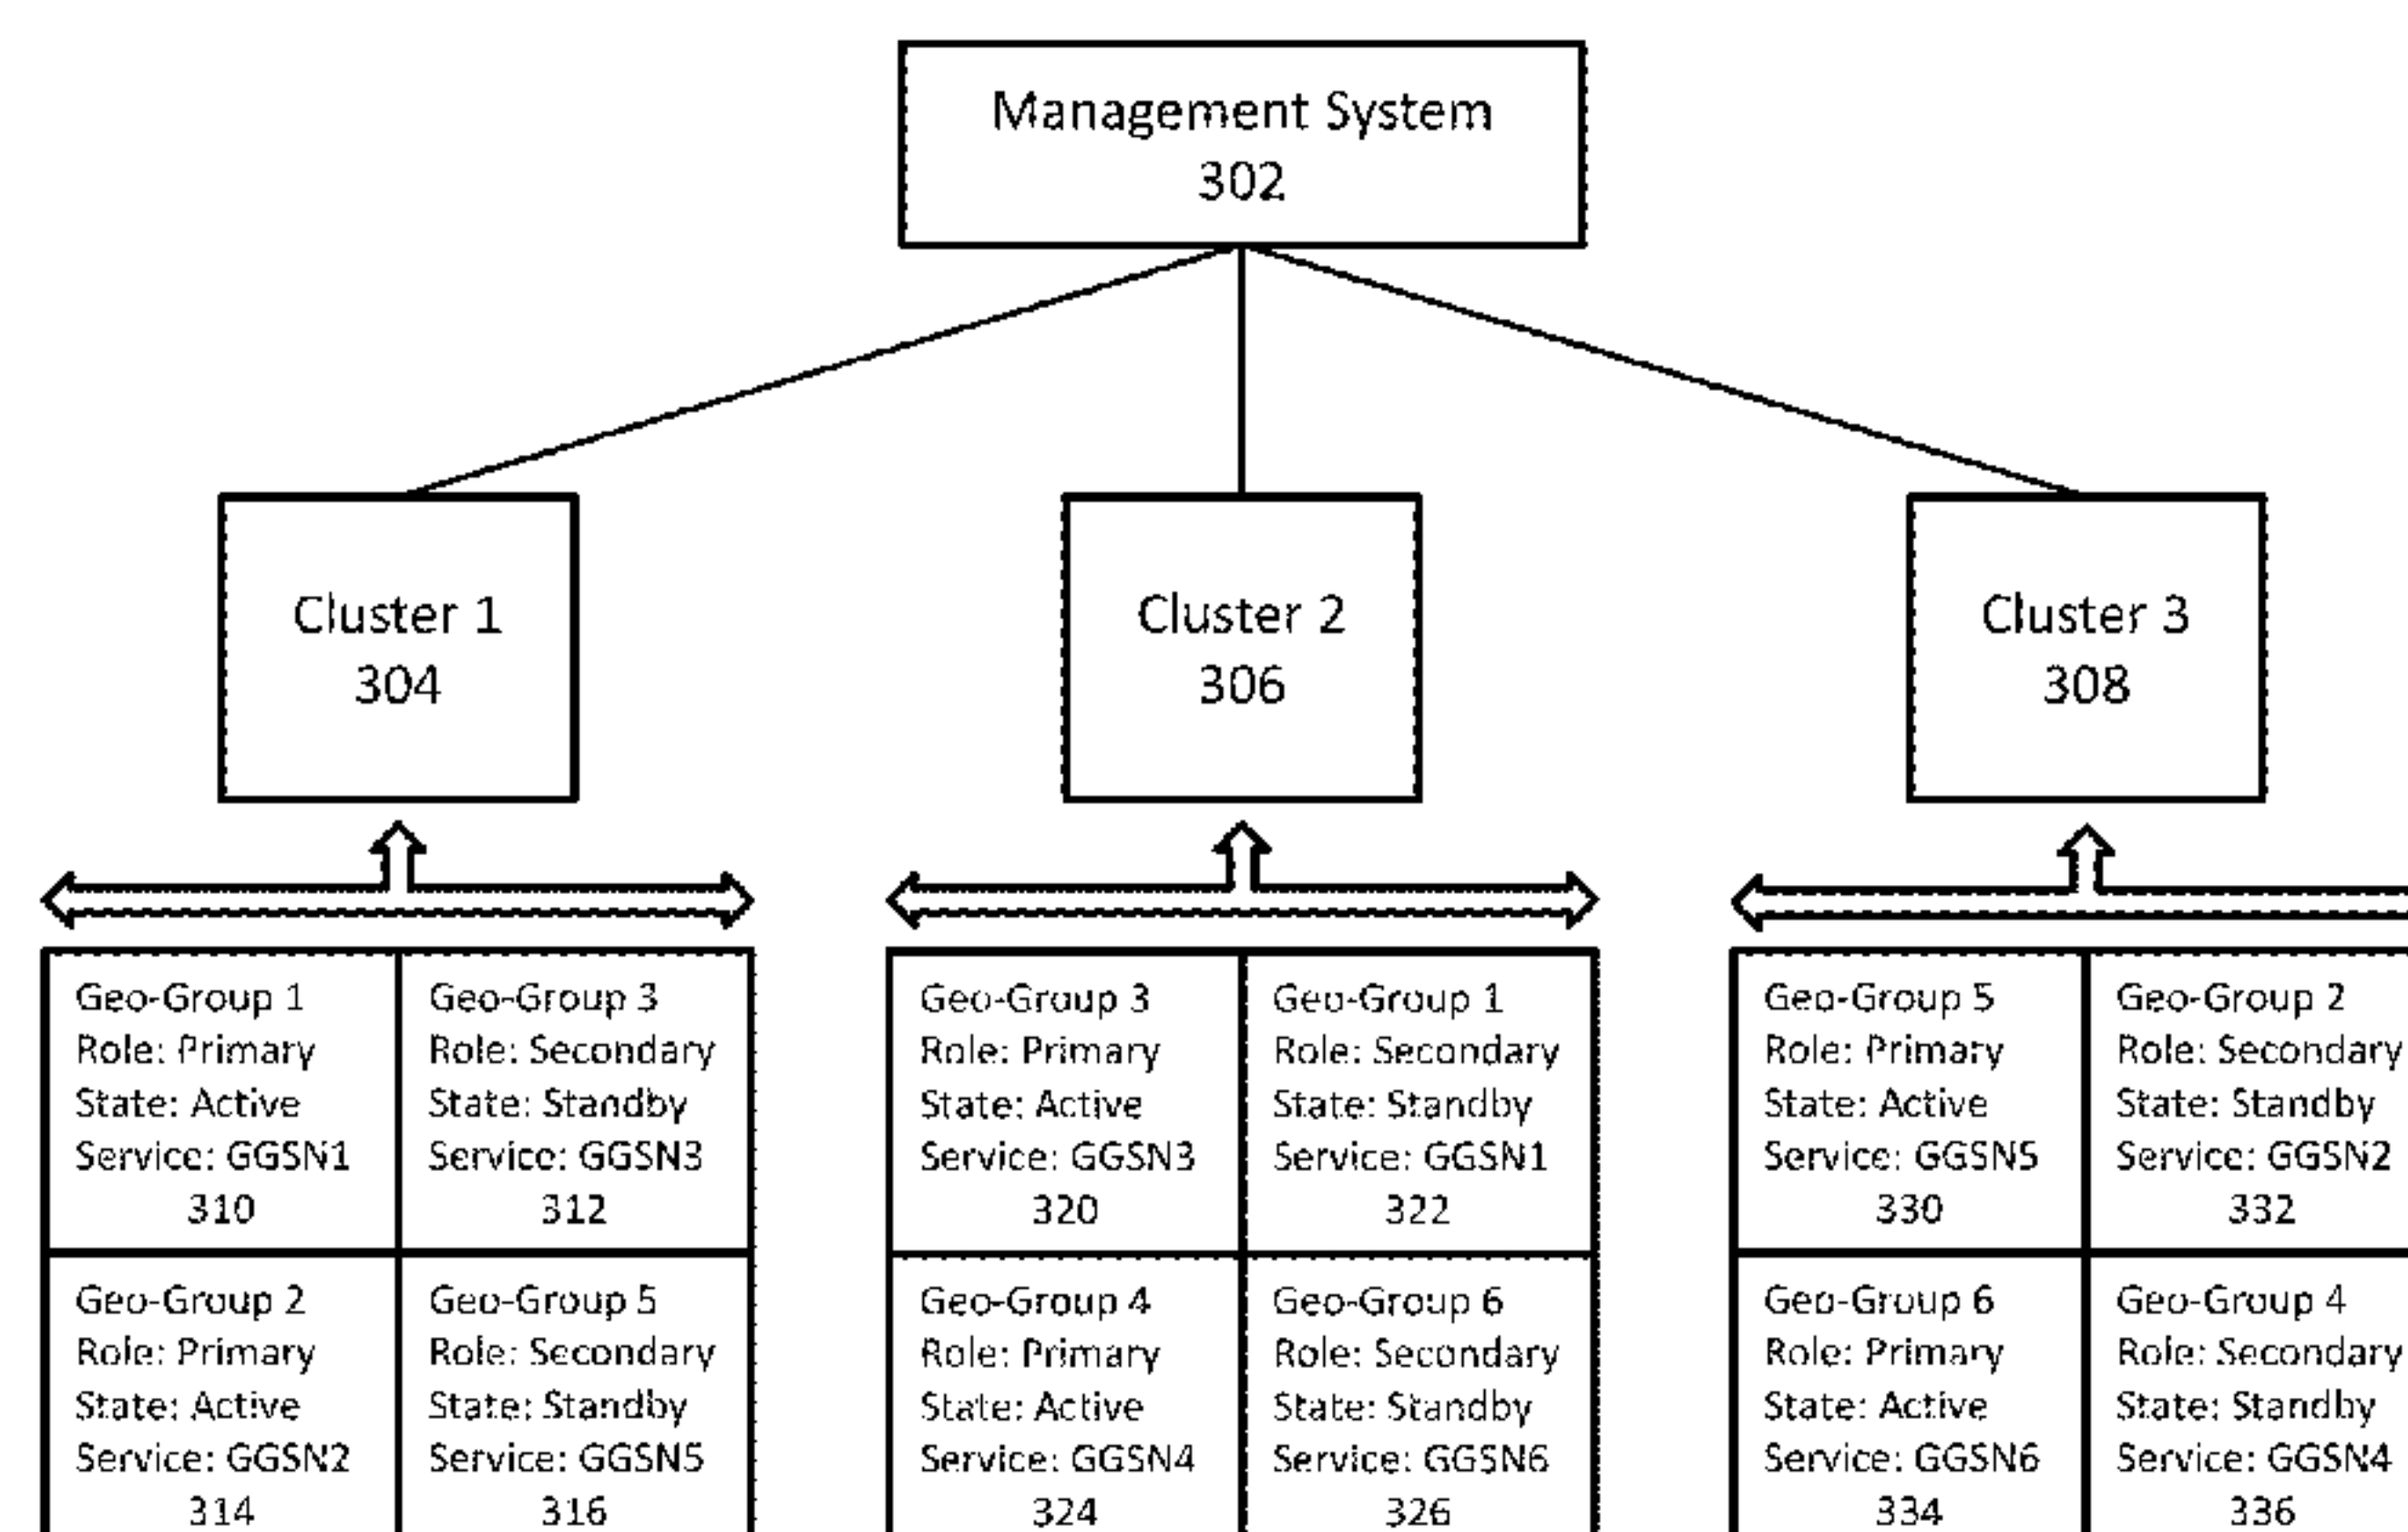 Management System
302
Cluster 1
304
Cluster 2
306
Cluster 3
308
Geo-Group 1
Role: Primary
State: Active
Service: GGSN1
310
Geo-Group 3
Role: Secondary
State: Standby
Service: GGSN3
312
Geo-Group 2
Role: Primary
State: Active
Service: GGSN2
314
Geo-Group 5
Role: Secondary
State: Standby
Service: GGSN5
316
Geo-Group 3
Role: Primary
State: Active
Service: GGSN3
320
Geo-Group 1
Role: Secondary
State: Standby
Service: GGSN1
322
Geo-Group 4
Role: Primary
State: Active
Service: GGSN4
324
Geo-Group 6
Role: Secondary
State: Standby
Service: GGSN6
326
Geo-Group 5
Role: Primary
State: Active
Service: GGSN5
330
Geo-Group 2
Role: Secondary
State: Standby
Service: GGSN2
332
Geo-Group 6
Role: Primary
State: Active
Service: GGSN6
334
Geo-Group 4
Role: Secondary
State: Standby
Service: GGSN4
336